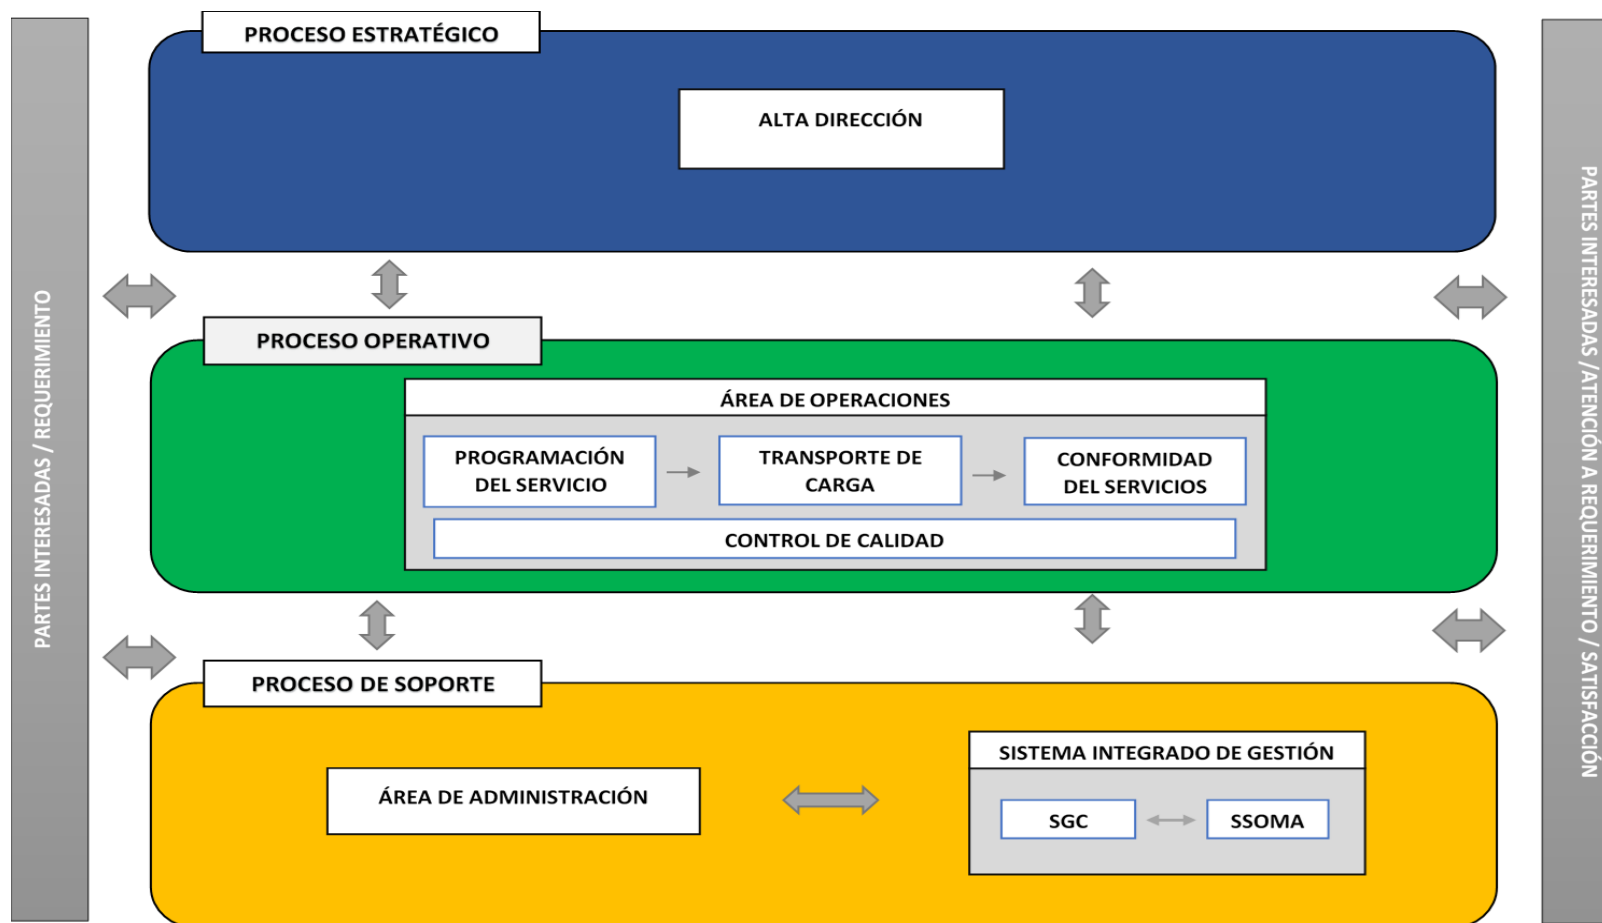 PARTES INTERESADAS / REQUERIMIENTO
PROCESO ESTRATÉGICO
ALTA DIRECCIÓN
PROCESO OPERATIVO
ÁREA DE OPERACIONES
PROGRAMACIÓN
DEL SERVICIO
TRANSPORTE DE
CARGA
CONFORMIDAD
DEL SERVICIOS
CONTROL DE CALIDAD
PROCESO DE SOPORTE
ÁREA DE ADMINISTRACIÓN
SISTEMA INTEGRADO DE GESTIÓN
SGC
SSOMA
PARTES INTERESADAS /ATENCIÓN A REQUERIMIENTO / SATISFACCIÓN